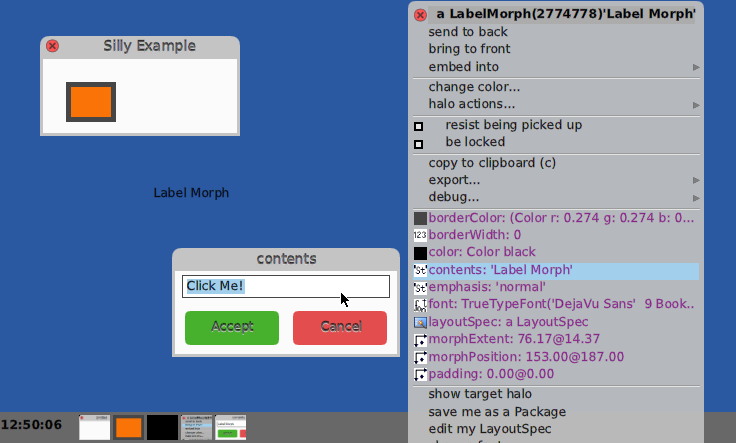 Silly Example
Label Morph
contents
Click Me!
Accept Cancel
a LabelMorph(2774778)'Label Morph'
send to back
bring to front
embed into
change color...
halo actions...
resist being picked up
be locked
copy to clipboard (c)
export...
debug...
borderColor: (Color r: 0.274 g: 0.274 b: 0...
borderWidth: 0
color: Color black
contents: 'Label Morph'
emphasis: 'normal'
font: TrueTypeFont('DejaVu Sans' 9 Book..
layoutSpec: a LayoutSpec
morphExtent: 76.17@14.37
morphPosition: 153.00@187.00
padding: 0.00@0.00
show target halo
save me as a Package
edit my LayoutSpec
12:50:06